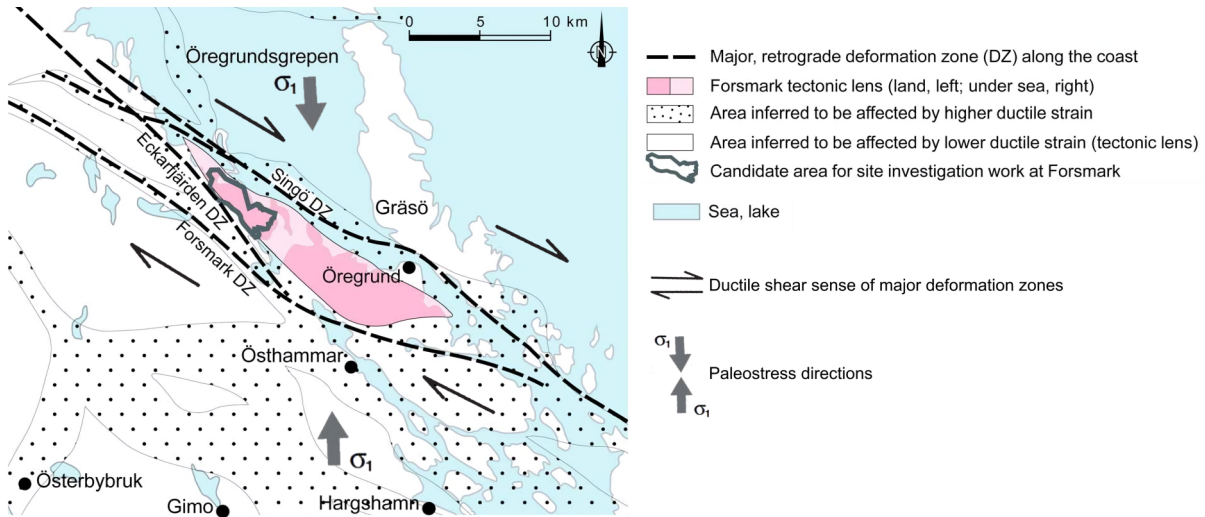 0 5 10 km
Öregrundsgrepen
σ1
N
Eckarfjärden DZ
Singö DZ
Gräsö
Forsmark DZ
Öregrund
Östhammar
σ1
Österbybruk
Gimo
Hargshamn
Major, retrograde deformation zone (DZ) along the coast
Forsmark tectonic lens (land, left; under sea, right)
Area inferred to be affected by higher ductile strain
Area inferred to be affected by lower ductile strain (tectonic lens)
Candidate area for site investigation work at Forsmark
Sea, lake
Ductile shear sense of major deformation zones
σ1
Paleostress directions
σ1